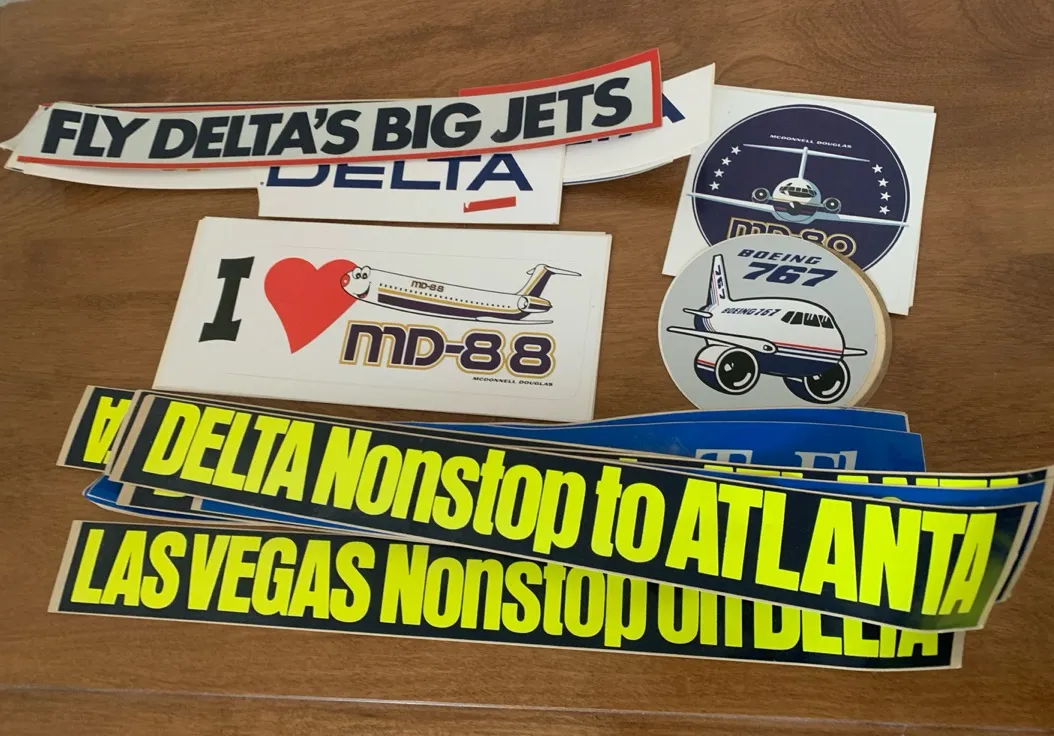 FLY DELTA'S BIG JETS
DELTA
MCDONNELL DOUGLAS
MD-80
I
MD-88
MD-88
MCDONNELL DOUGLAS
BOEING
767
767
BOEING 767
DELTA Nonstop to ATLANTA
LAS VEGAS Nonstop on DELTA